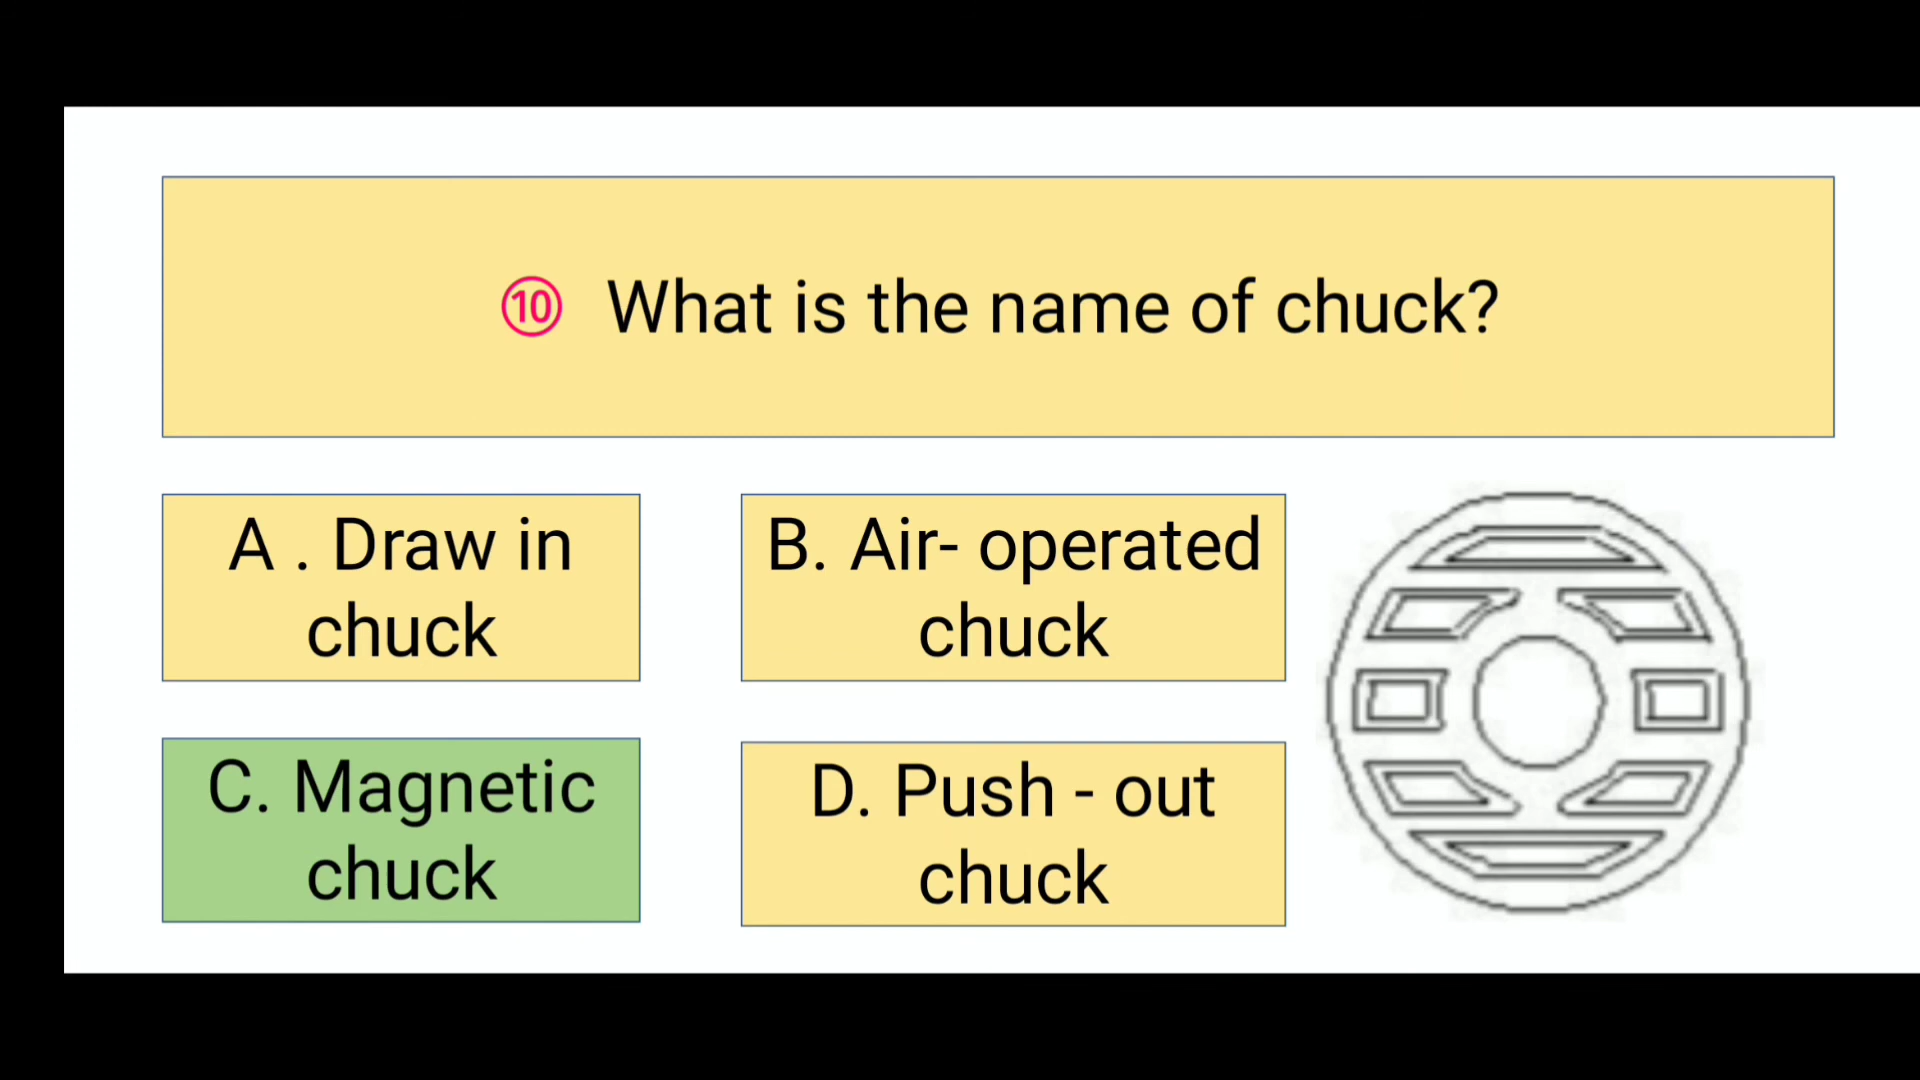 ⑩ What is the name of chuck?
A . Draw in
chuck
B. Air- operated
chuck
C. Magnetic
chuck
D. Push - out
chuck